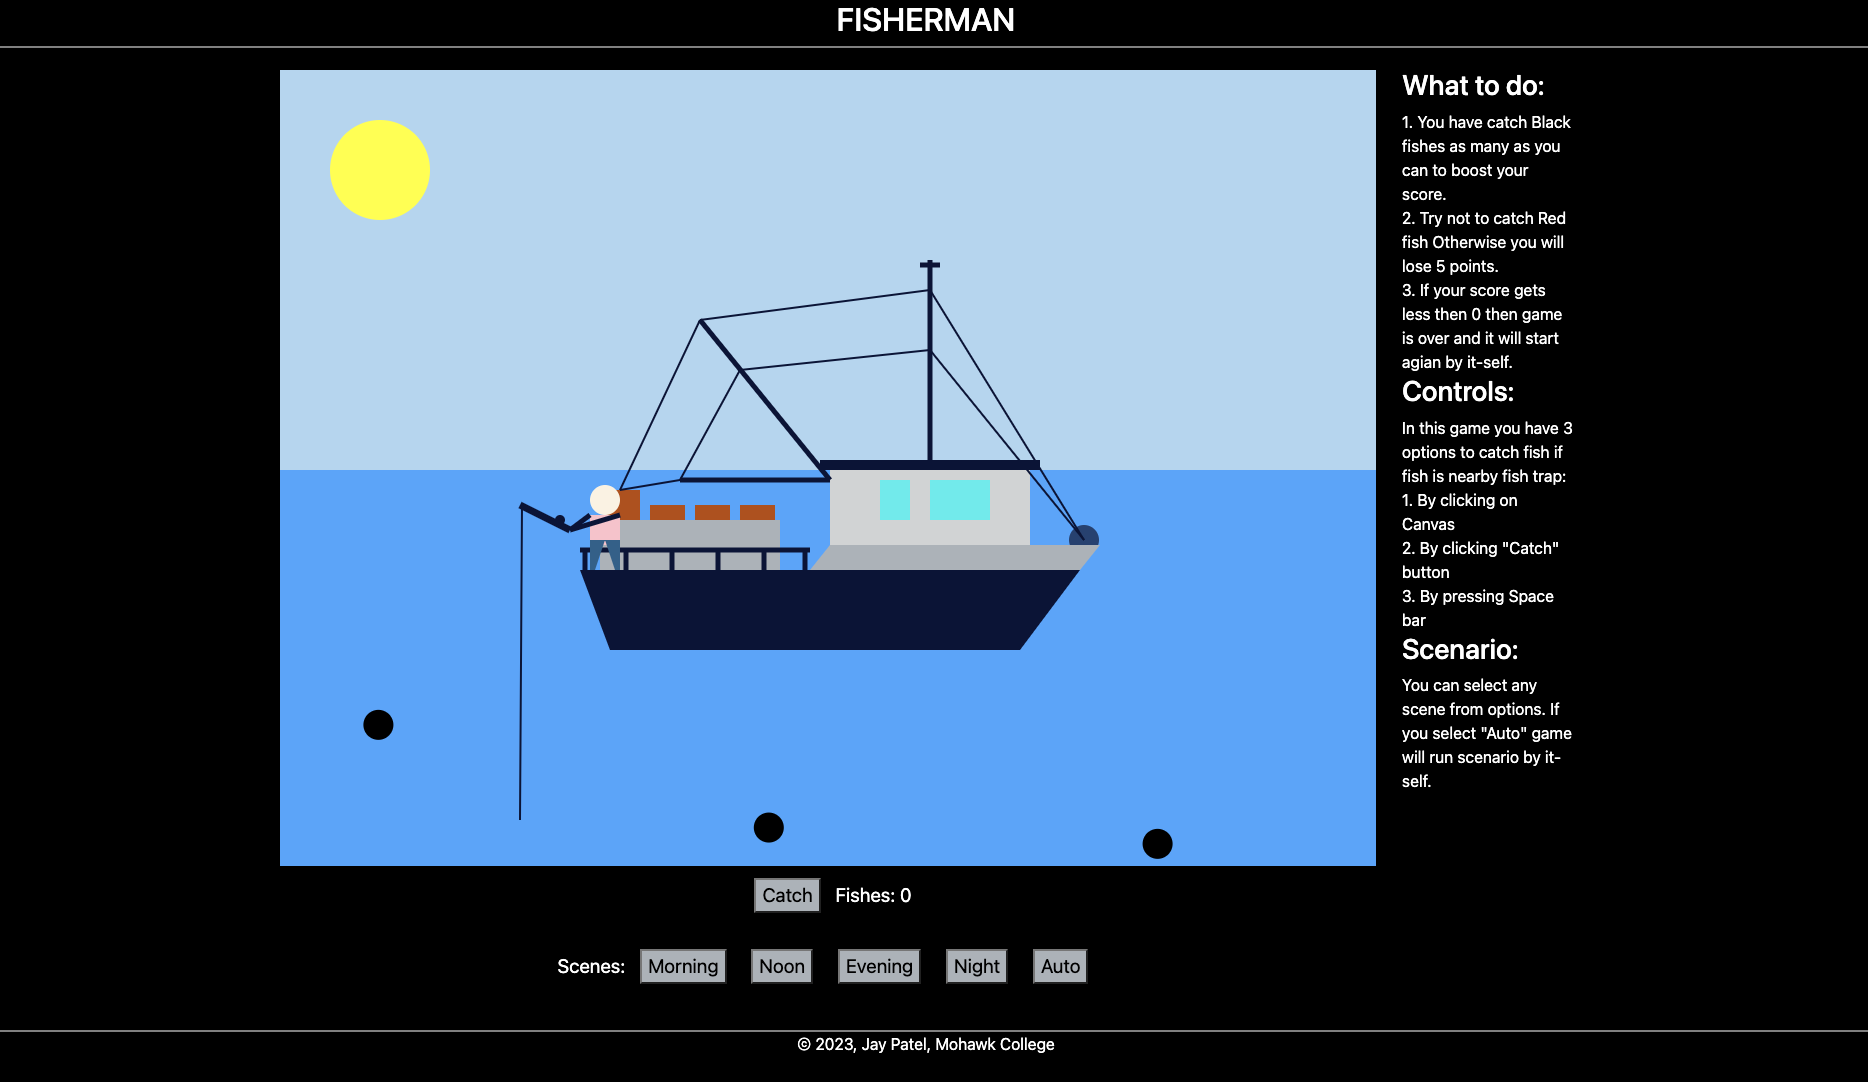 FISHERMAN
What to do:
1. You have catch Black
fishes as many as you
can to boost your
score.
2. Try not to catch Red
fish Otherwise you will
lose 5 points.
3. If your score gets
less then 0 then game
is over and it will start
agian by it-self.
Controls:
In this game you have 3
options to catch fish if
fish is nearby fish trap:
1. By clicking on
Canvas
2. By clicking "Catch"
button
3. By pressing Space
bar
Scenario:
You can select any
scene from options. If
you select "Auto" game
will run scenario by it-
self.
Catch Fishes: 0
Scenes: Morning Noon Evening Night Auto
© 2023, Jay Patel, Mohawk College